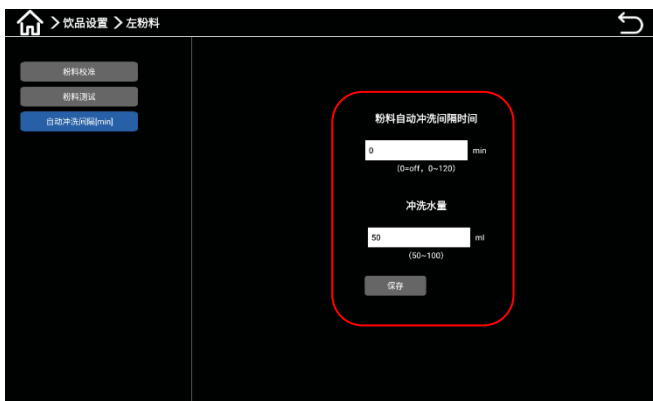 > 饮品设置 > 左粉料
粉料校准
粉料测试
自动冲洗间隔[min]
粉料自动冲洗间隔时间
0 min
(0=off, 0~120)
冲洗水量
50 ml
(50~100)
保存